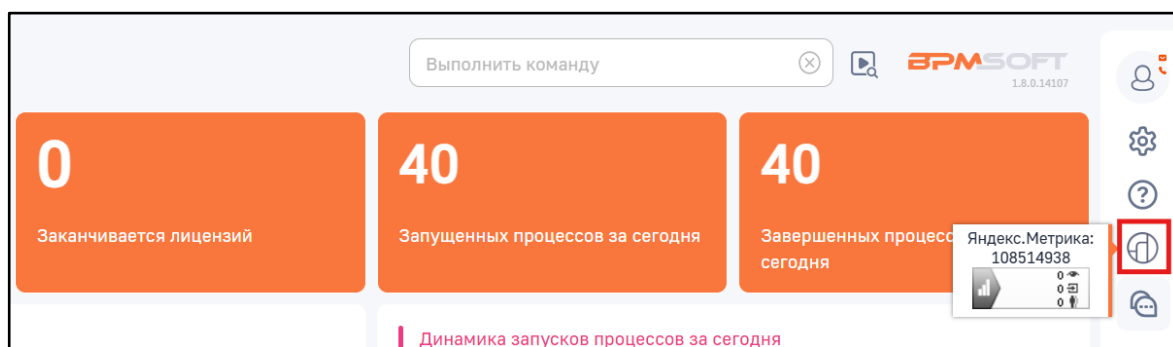 Выполнить команду
BPMSOFT
1.8.0.14107
0
Заканчивается лицензий
40
Запущенных процессов за сегодня
40
Завершенных процесс
сегодня
Яндекс.Метрика:
108514938
0
0
0
Динамика запусков процессов за сегодня